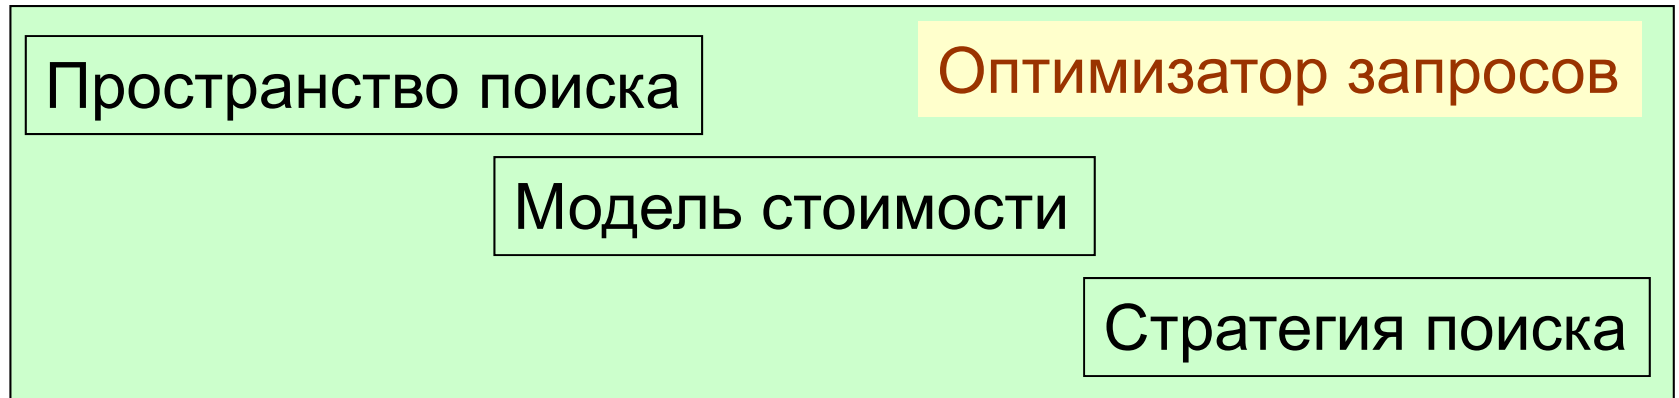 Пространство поиска
Оптимизатор запросов
Модель стоимости
Стратегия поиска